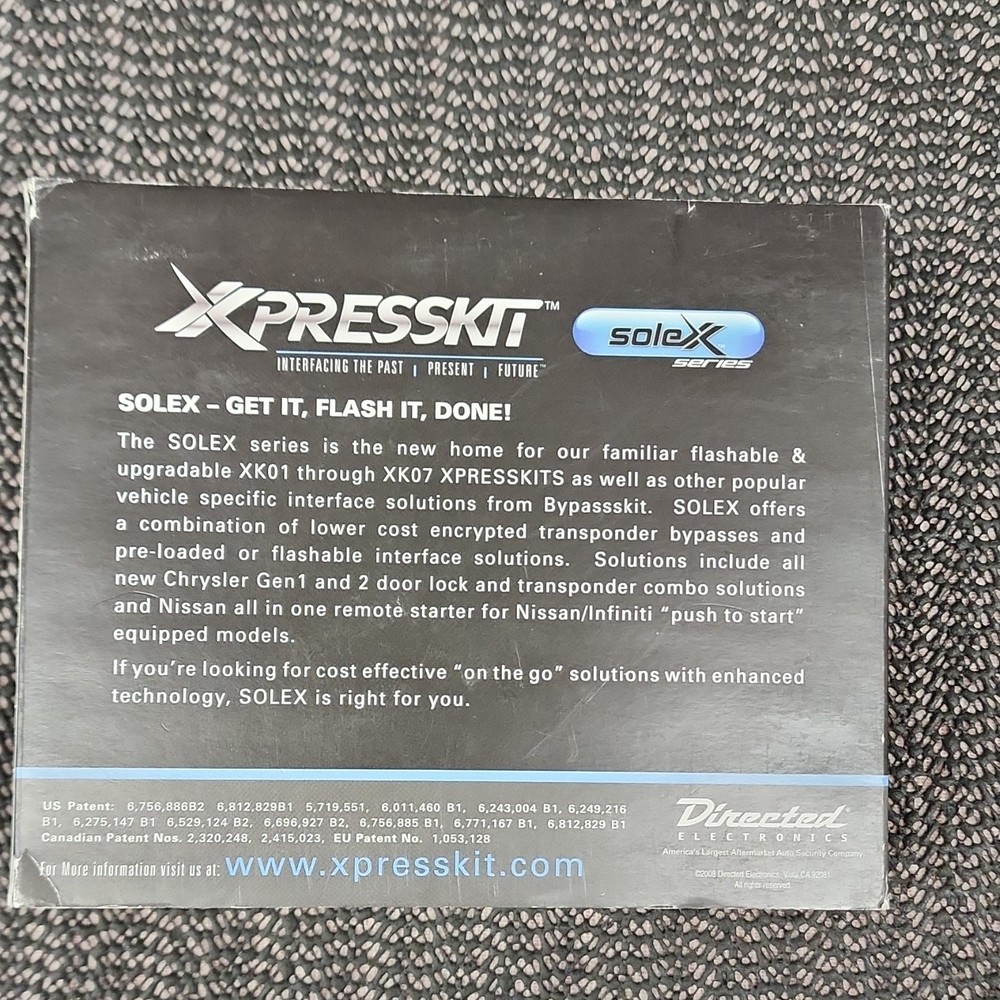 XPRESSKIT™ soleX™ series
INTERFACING THE PAST | PRESENT | FUTURE™
SOLEX – GET IT, FLASH IT, DONE!
The SOLEX series is the new home for our familiar flashable &
upgradable XK01 through XK07 XPRESSKITS as well as other popular
vehicle specific interface solutions from Bypassskit. SOLEX offers
a combination of lower cost encrypted transponder bypasses and
pre-loaded or flashable interface solutions. Solutions include all
new Chrysler Gen1 and 2 door lock and transponder combo solutions
and Nissan all in one remote starter for Nissan/Infiniti "push to start"
equipped models.
If you're looking for cost effective "on the go" solutions with enhanced
technology, SOLEX is right for you.
US Patent: 6,756,886B2 6,812,829B1 5,719,551, 6,011,460 B1, 6,243,004 B1, 6,249,216
B1, 6,275,147 B1 6,529,124 B2, 6,696,927 B2, 6,756,885 B1, 6,771,167 B1, 6,812,829 B1
Canadian Patent Nos. 2,320,248, 2,415,023, EU Patent No. 1,053,128
For More information visit us at: www.xpresskit.com
Directed®
ELECTRONICS
America's Largest Aftermarket Auto Security Company
©2008 Directed Electronics, Vista CA 92081
All rights reserved